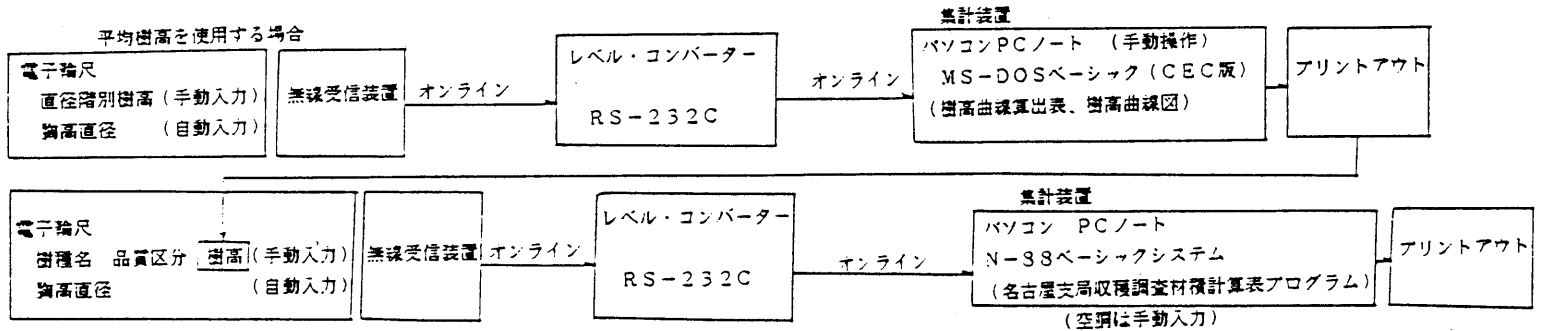 平均樹高を使用する場合
電子輪尺
直径階別樹高(手動入力)
胸高直径 (自動入力)
無線受信装置
オンライン
レベル・コンバーター
RS-232C
オンライン
集計装置
パソコンPCノート (手動操作)
MS-DOSベーシック(CEC版)
(樹高曲線算出表、樹高曲線図)
プリントアウト
電子輪尺
樹種名 品質区分 樹高(手動入力)
胸高直径 (自動入力)
無線受信装置
オンライン
レベル・コンバーター
RS-232C
オンライン
集計装置
パソコン PCノート
N-88ベーシックシステム
(名古屋支局収穫調査材積計算表プログラム)
(空洞は手動入力)
プリントアウト